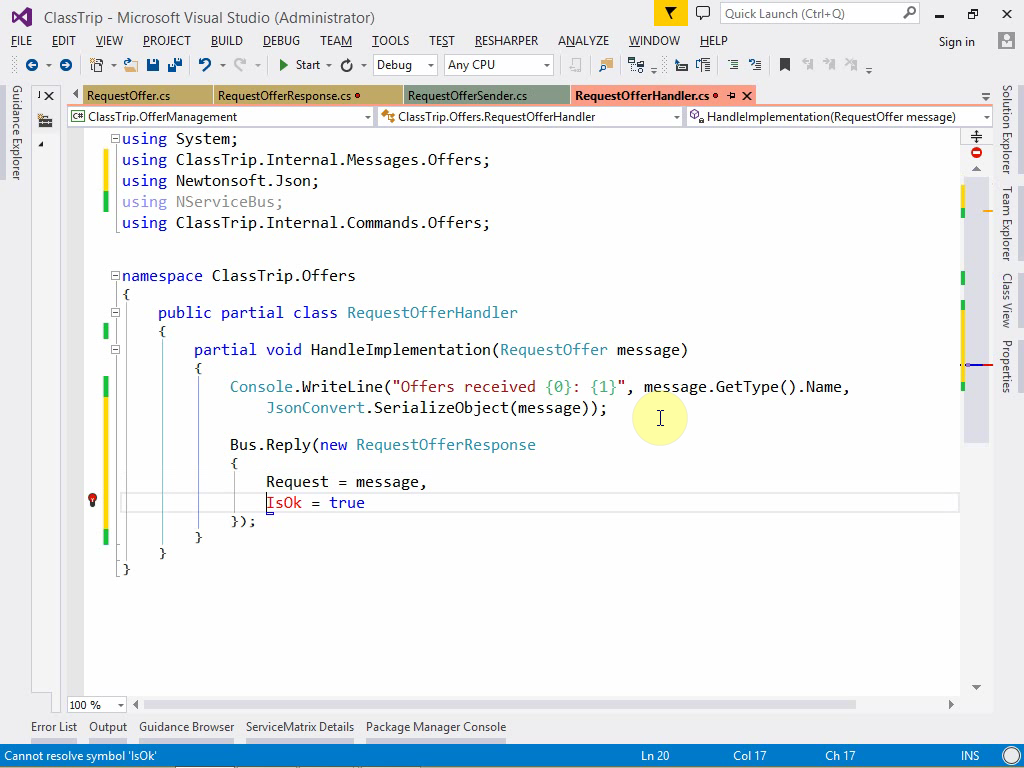 ClassTrip - Microsoft Visual Studio (Administrator)
Quick Launch (Ctrl+Q)
FILE EDIT VIEW PROJECT BUILD DEBUG TEAM TOOLS TEST RESHARPER ANALYZE WINDOW HELP
Sign in
Start Debug Any CPU
RequestOffer.cs RequestOfferResponse.cs RequestOfferSender.cs RequestOfferHandler.cs
C# ClassTrip.OfferManagement ClassTrip.Offers.RequestOfferHandler HandleImplementation(RequestOffer message)
Guidance Explorer
using System;
using ClassTrip.Internal.Messages.Offers;
using Newtonsoft.Json;
using NServiceBus;
using ClassTrip.Internal.Commands.Offers;
namespace ClassTrip.Offers
{
public partial class RequestOfferHandler
{
partial void HandleImplementation(RequestOffer message)
{
Console.WriteLine("Offers received {0}: {1}", message.GetType().Name,
JsonConvert.SerializeObject(message));
Bus.Reply(new RequestOfferResponse
{
Request = message,
IsOk = true
});
}
}
}
Solution Explorer
Team Explorer
Class View
Properties
100 %
Error List Output Guidance Browser ServiceMatrix Details Package Manager Console
Cannot resolve symbol 'IsOk' Ln 20 Col 17 Ch 17 INS